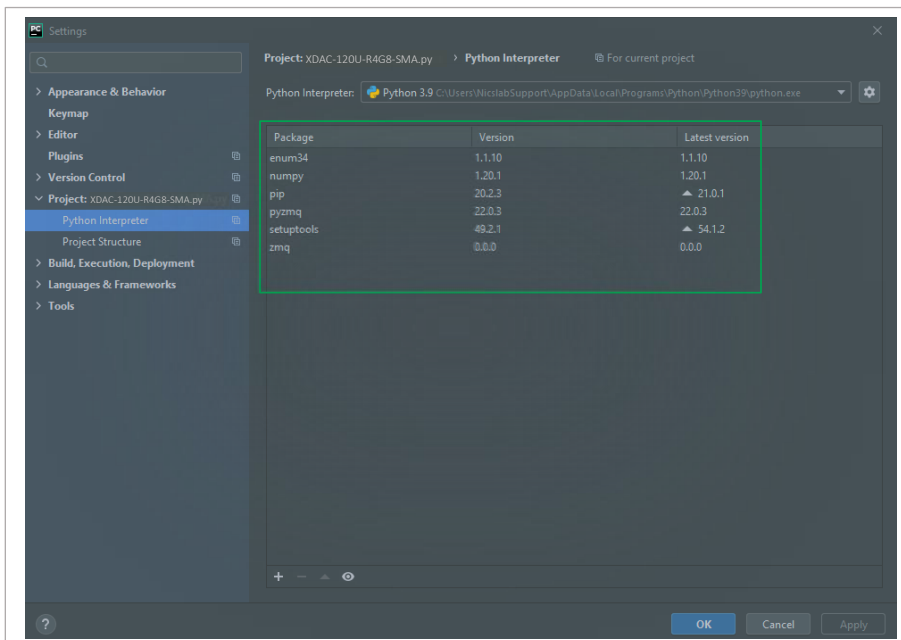 PC Settings
Project: XDAC-120U-R4G8-SMA.py > Python Interpreter For current project
Python Interpreter: Python 3.9 C:\Users\NicslabSupport\AppData\Local\Programs\Python\Python39\python.exe
> Appearance & Behavior
Keymap
> Editor
Plugins
> Version Control
Project: XDAC-120U-R4G8-SMA.py
Python Interpreter
Project Structure
> Build, Execution, Deployment
> Languages & Frameworks
> Tools
Package Version Latest version
enum34 1.1.10 1.1.10
numpy 1.20.1 1.20.1
pip 20.2.3 ▲ 21.0.1
pyzmq 22.0.3 22.0.3
setuptools 49.2.1 ▲ 54.1.2
zmq 0.0.0 0.0.0
? OK Cancel Apply